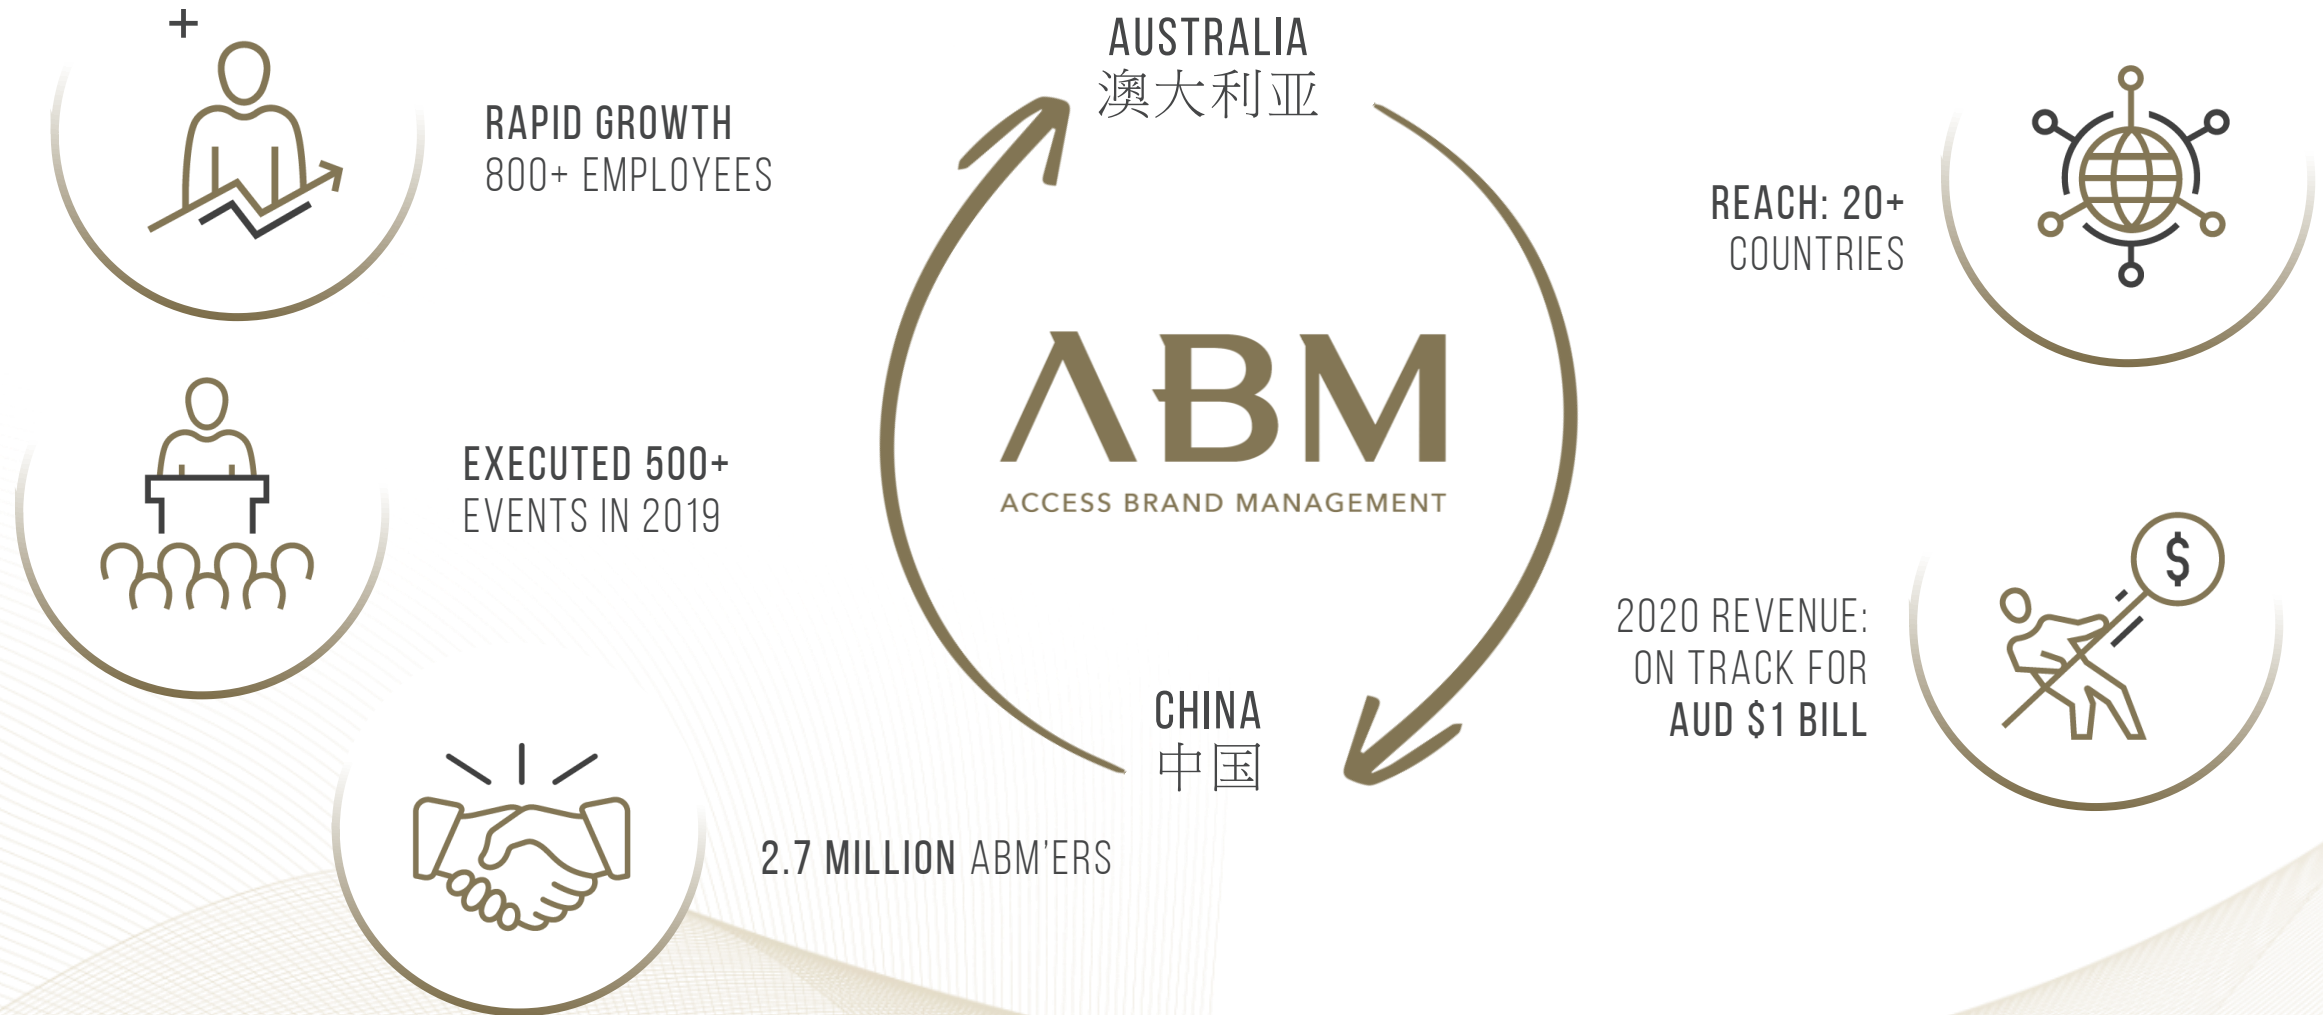 RAPID GROWTH
800+ EMPLOYEES
EXECUTED 500+
EVENTS IN 2019
2.7 MILLION ABM'ERS
AUSTRALIA
澳大利亚
ABM
ACCESS BRAND MANAGEMENT
CHINA
中国
REACH: 20+
COUNTRIES
$
2020 REVENUE:
ON TRACK FOR
AUD $1 BILL